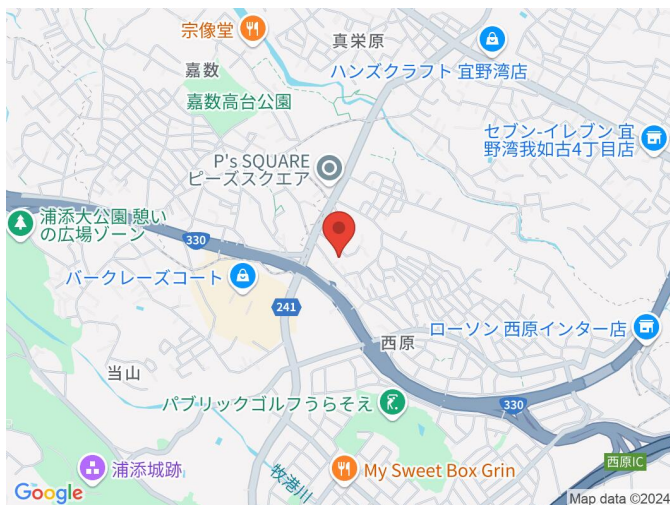 宗像堂
真栄原
ハンズクラフト 宜野湾店
嘉数
嘉数高台公園
セブン-イレブン 宜
野湾我如古4丁目
店
P's SQUARE
ピーズスクエア
浦添大公園 憩い
の広場ゾーン
330
バークレーズコート
241
ローソン 西原インター店
西原
当山
パブリックゴルフうらそえ
330
西原IC
浦添城跡
My Sweet Box Grin
牧港川
Google
Map data ©2024